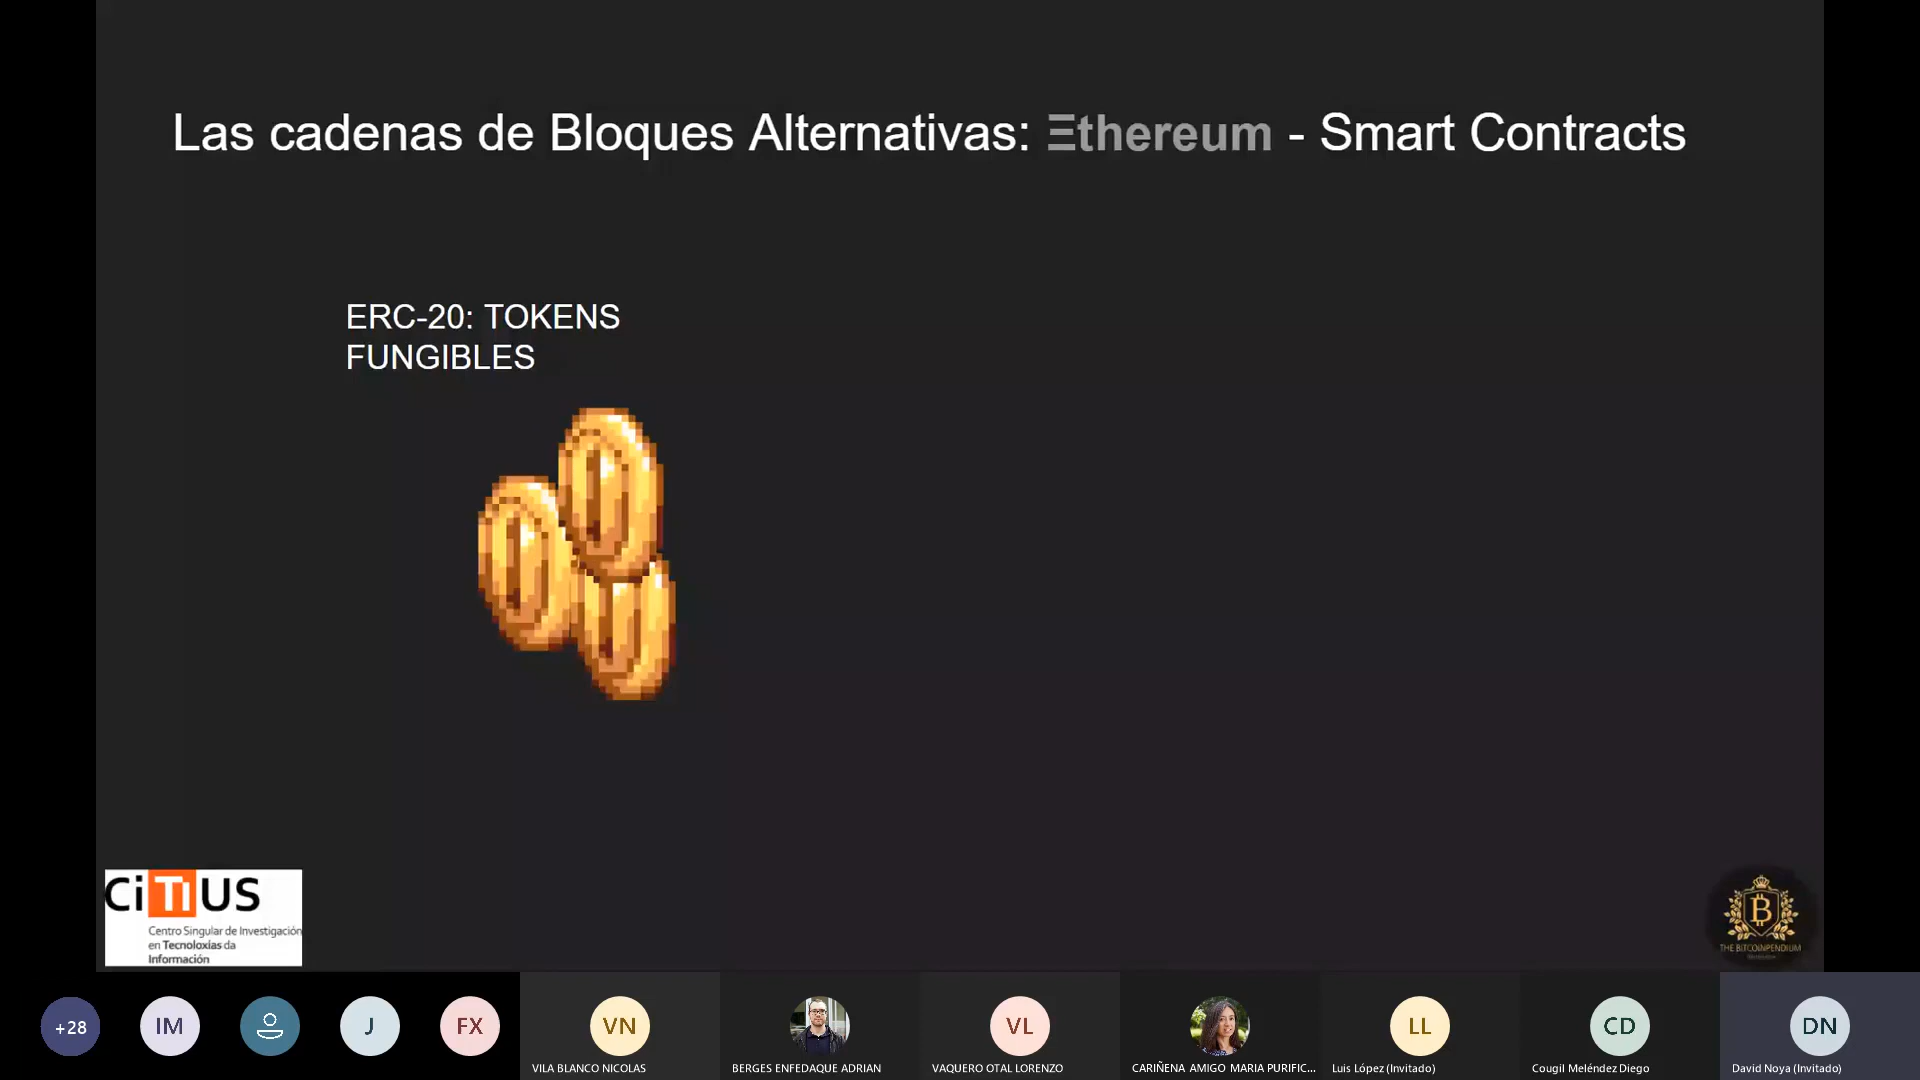 Las cadenas de Bloques Alternativas: Ξthereum - Smart Contracts
ERC-20: TOKENS
FUNGIBLES
CiTIUS
Centro Singular de Investigación
en Tecnoloxías da
Información
B
THE BITCOINPENDIUM
+28
IM
J
FX
VN
VL
LL
CD
DN
VILA BLANCO NICOLAS
BERGES ENFEDAQUE ADRIAN
VAQUERO OTAL LORENZO
CARIÑENA AMIGO MARIA PURIFIC...
Luis López (Invitado)
Cougil Meléndez Diego
David Noya (Invitado)